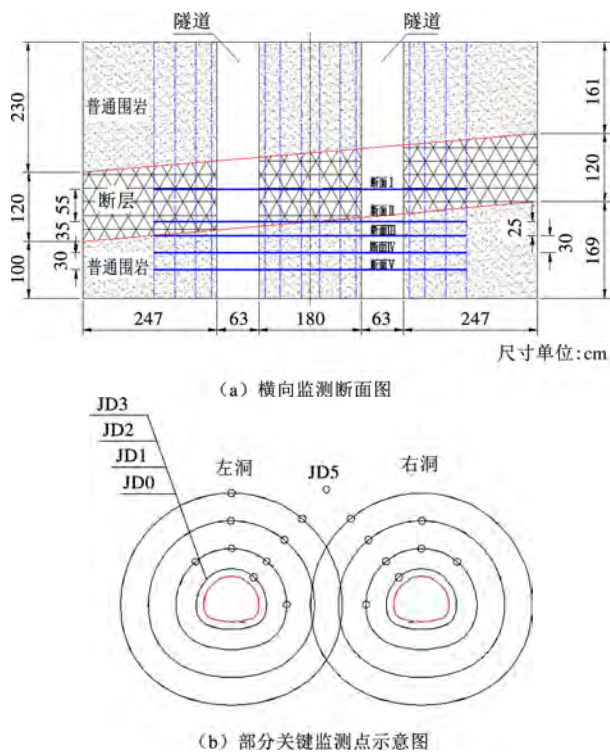 隧道
隧道
普通围岩
断层
普通围岩
230
120
100
55
35
30
断面Ⅰ
断面Ⅱ
断面Ⅲ
断面Ⅳ
断面Ⅴ
161
120
169
25
30
247
63
180
63
247
尺寸单位:cm
(a) 横向监测断面图
JD3
JD2
JD1
JD0
左洞
JD5
右洞
(b) 部分关键监测点示意图